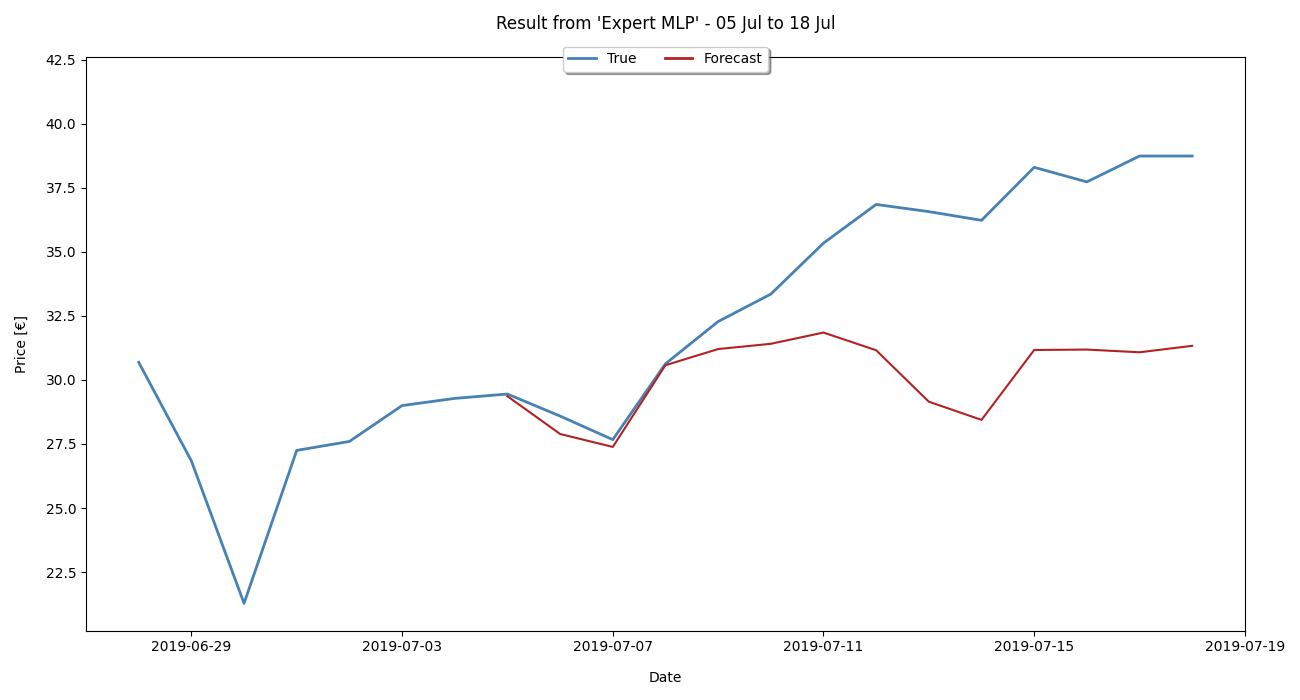 Result from 'Expert MLP' - 05 Jul to 18 Jul
True Forecast
42.5
40.0
37.5
35.0
32.5
30.0
27.5
25.0
22.5
Price [€]
2019-06-29 2019-07-03 2019-07-07 2019-07-11 2019-07-15 2019-07-19
Date